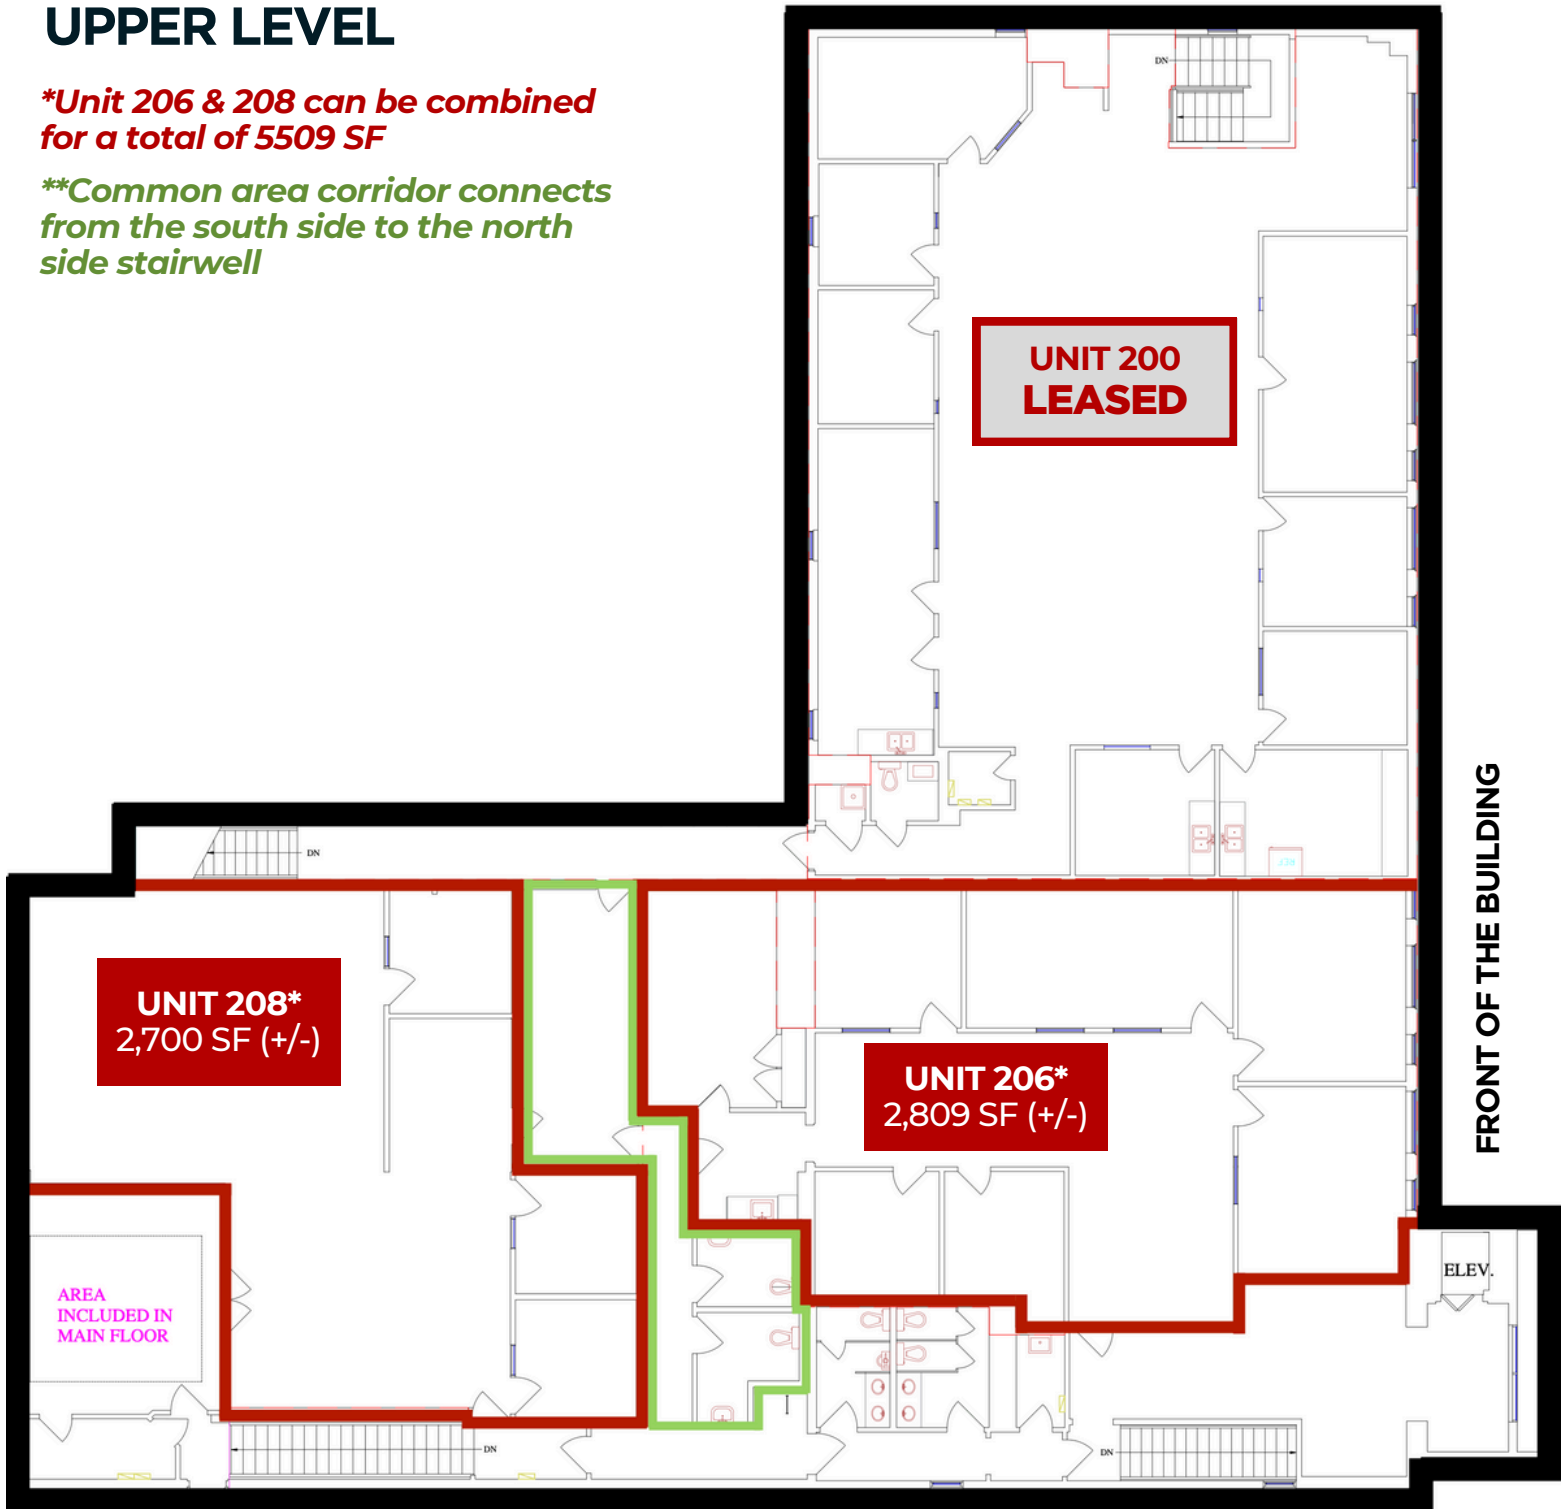 UPPER LEVEL
*Unit 206 & 208 can be combined
for a total of 5509 SF
**Common area corridor connects
from the south side to the north
side stairwell
DN
UNIT 200
LEASED
FRONT OF THE BUILDING
DN
REF.
UNIT 208*
2,700 SF (+/-)
UNIT 206*
2,809 SF (+/-)
ELEV.
AREA
INCLUDED IN
MAIN FLOOR
DN
DN